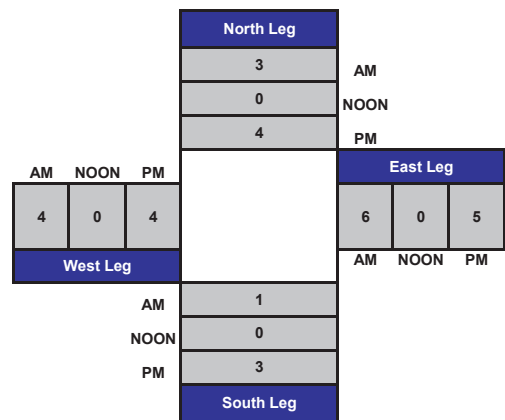 North Leg
3 AM
0 NOON
4 PM
East Leg
AM NOON PM
4 0 4
6 0 5
AM NOON PM
West Leg
AM 1
NOON 0
PM 3
South Leg